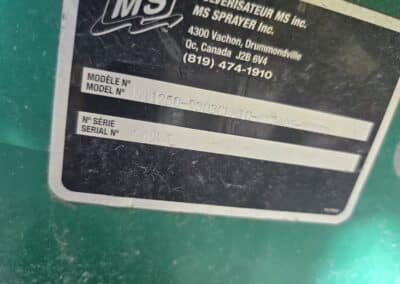 MS
PULVÉRISATEUR MS inc.
MS SPRAYER Inc.
4300 Vachon, Drummondville
Qc, Canada J2B 6V4
(819) 474-1910
MODÈLE N°
MODEL N°
N° SÉRIE
SERIAL N°